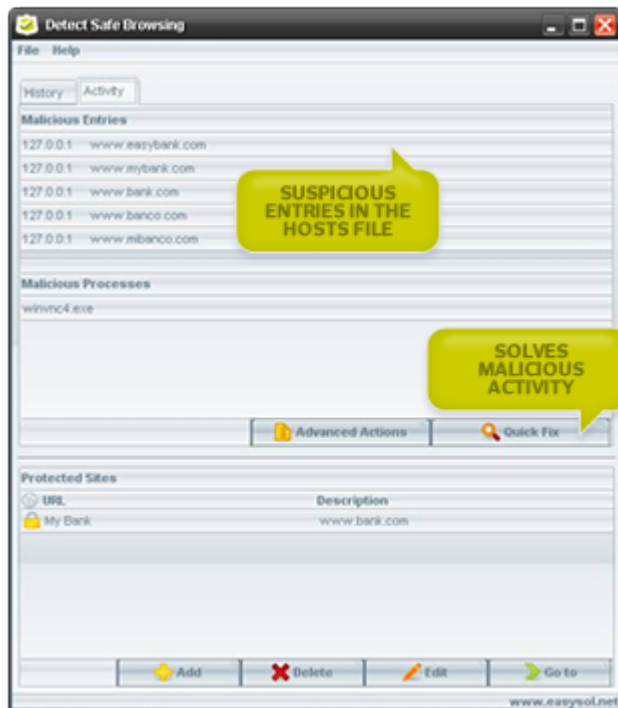 Detect Safe Browsing
File Help
History Activity
Malicious Entries
127.0.0.1 www.easybank.com
127.0.0.1 www.mybank.com
127.0.0.1 www.bank.com
127.0.0.1 www.banco.com
127.0.0.1 www.mibanco.com
SUSPICIOUS
ENTRIES IN THE
HOSTS FILE
Malicious Processes
winvnc4.exe
SOLVES
MALICIOUS
ACTIVITY
Advanced Actions Quick Fix
Protected Sites
URL Description
My Bank www.bank.com
Add Delete Edit Go to
www.easysol.net